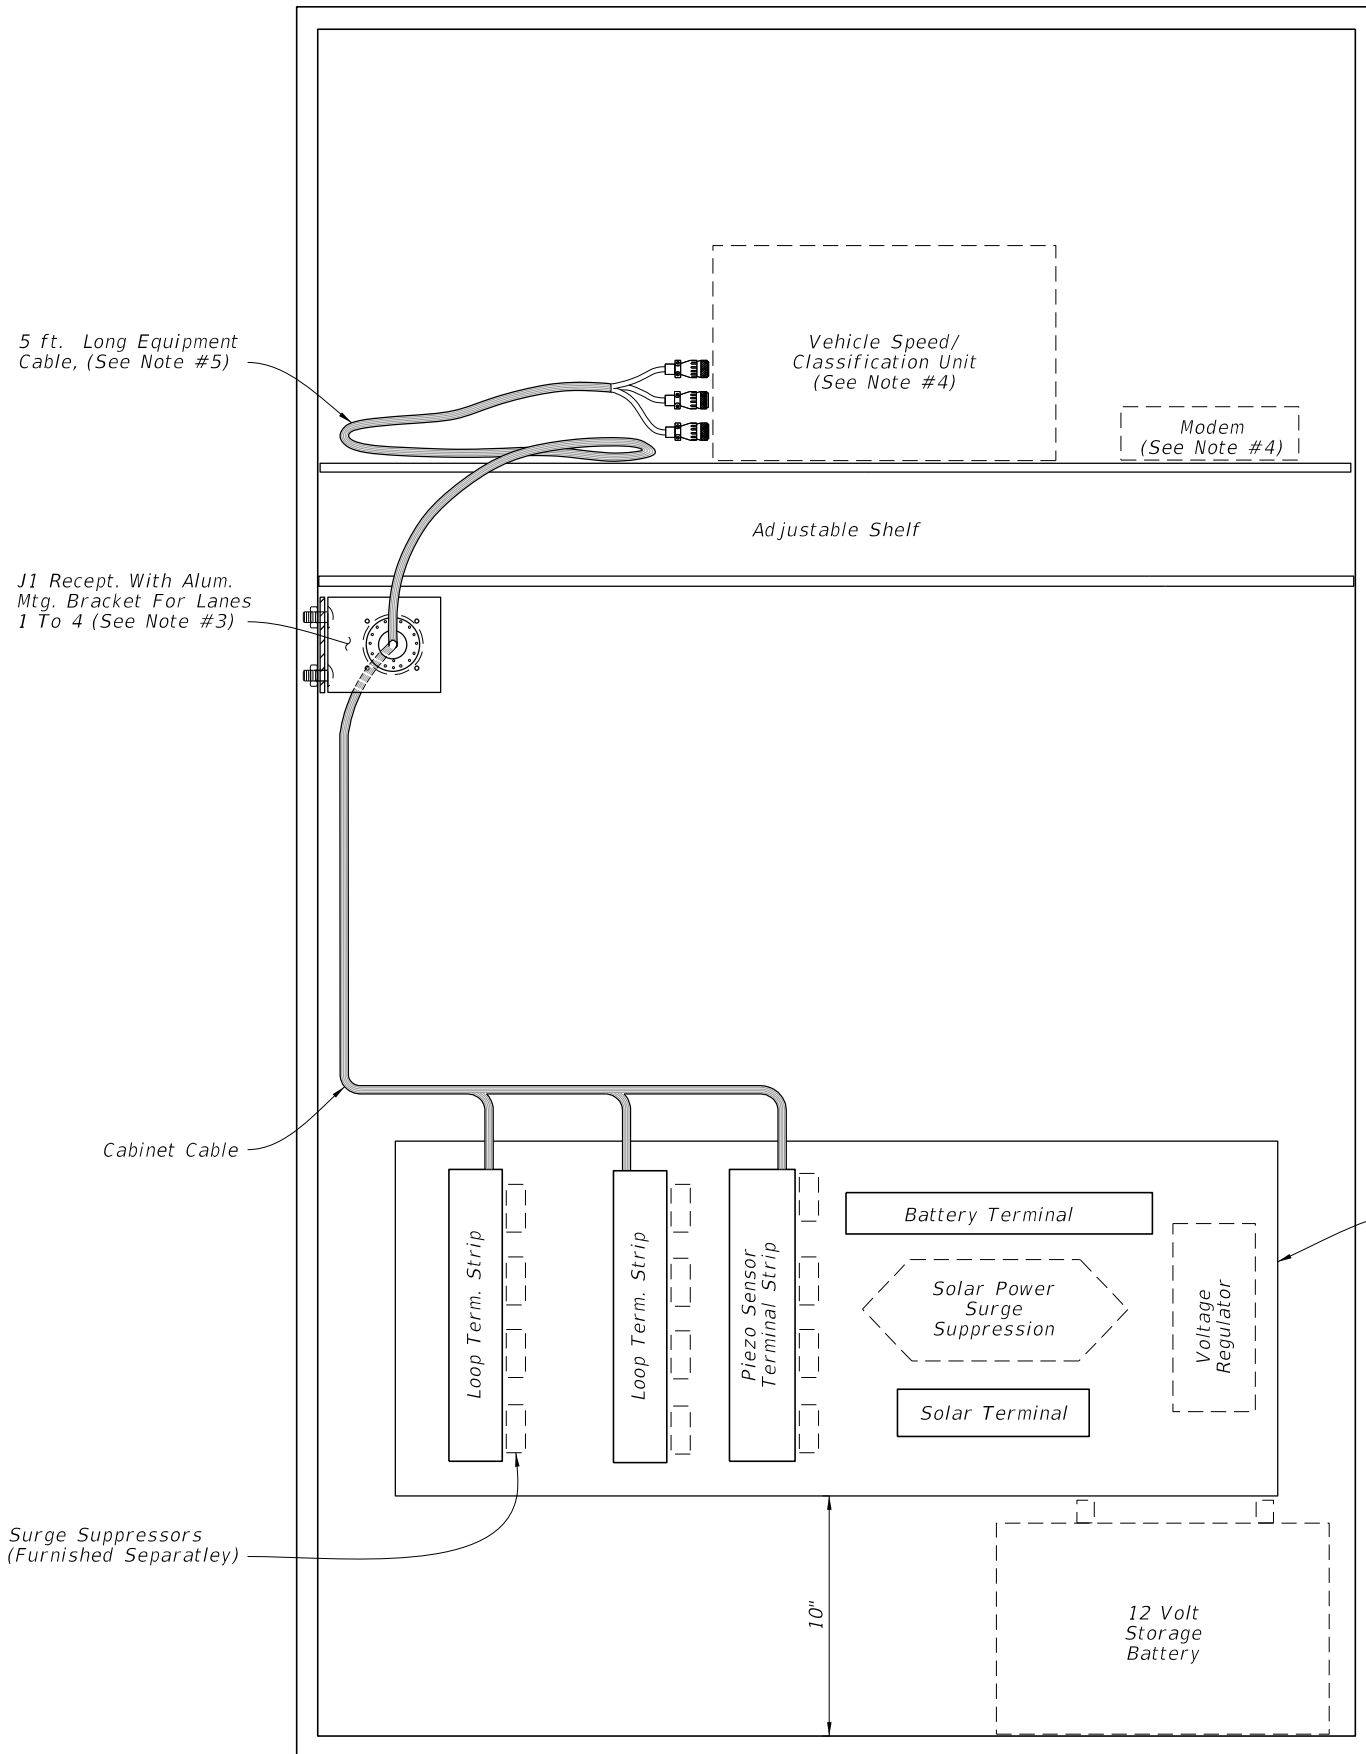 5 ft. Long Equipment
Cable, (See Note #5)
Vehicle Speed/
Classification Unit
(See Note #4)
Modem
(See Note #4)
Adjustable Shelf
J1 Recept. With Alum.
Mtg. Bracket For Lanes
1 To 4 (See Note #3)
Cabinet Cable
Loop Term. Strip
Loop Term. Strip
Piezo Sensor
Terminal Strip
Battery Terminal
Solar Power
Surge
Suppression
Solar Terminal
Voltage
Regulator
Surge Suppressors
(Furnished Separatley)
10"
12 Volt
Storage
Battery